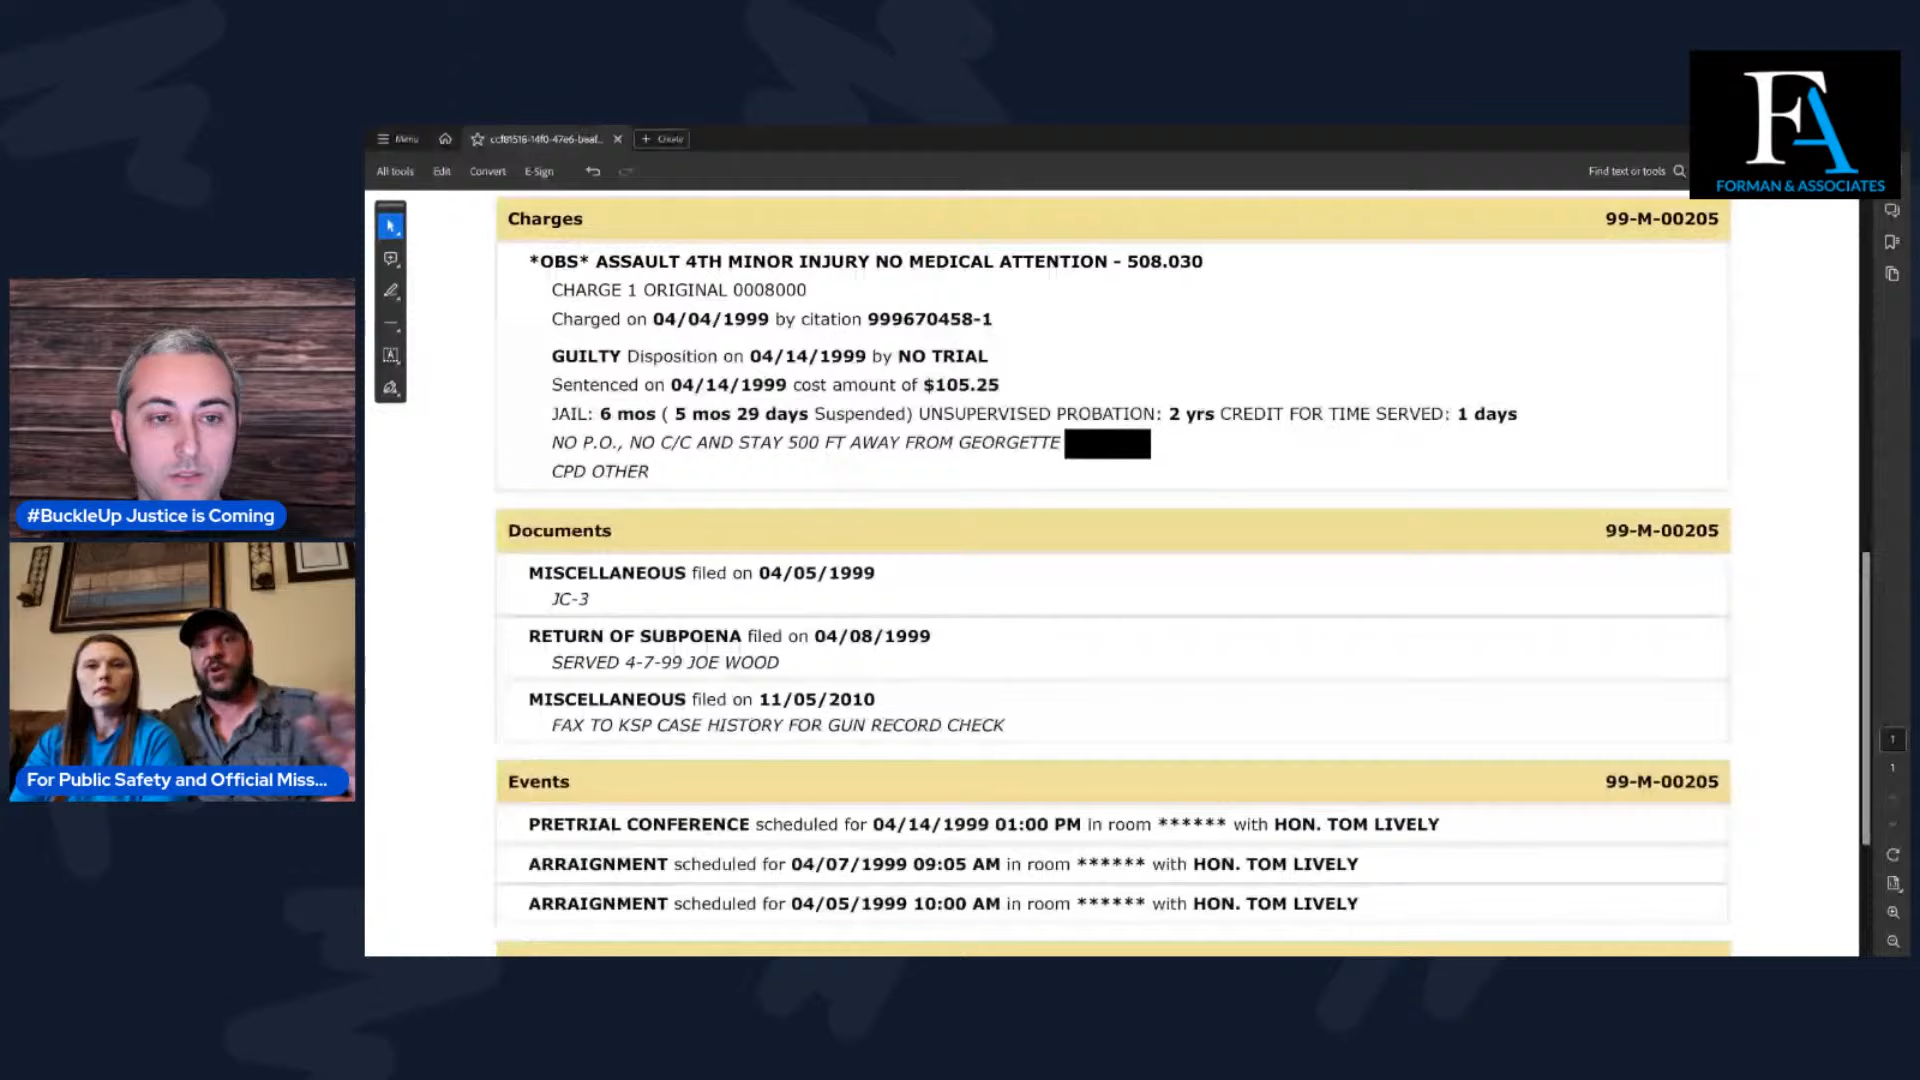 FA
FORMAN & ASSOCIATES
Menu
ccf81516-14f0-47e6-beaf...
Create
All tools
Edit
Convert
E-Sign
Find text or tools
Charges 99-M-00205
*OBS* ASSAULT 4TH MINOR INJURY NO MEDICAL ATTENTION - 508.030
CHARGE 1 ORIGINAL 0008000
Charged on 04/04/1999 by citation 999670458-1
GUILTY Disposition on 04/14/1999 by NO TRIAL
Sentenced on 04/14/1999 cost amount of $105.25
JAIL: 6 mos ( 5 mos 29 days Suspended) UNSUPERVISED PROBATION: 2 yrs CREDIT FOR TIME SERVED: 1 days
NO P.O., NO C/C AND STAY 500 FT AWAY FROM GEORGETTE
CPD OTHER
Documents 99-M-00205
MISCELLANEOUS filed on 04/05/1999
JC-3
RETURN OF SUBPOENA filed on 04/08/1999
SERVED 4-7-99 JOE WOOD
MISCELLANEOUS filed on 11/05/2010
FAX TO KSP CASE HISTORY FOR GUN RECORD CHECK
Events 99-M-00205
PRETRIAL CONFERENCE scheduled for 04/14/1999 01:00 PM in room ****** with HON. TOM LIVELY
ARRAIGNMENT scheduled for 04/07/1999 09:05 AM in room ****** with HON. TOM LIVELY
ARRAIGNMENT scheduled for 04/05/1999 10:00 AM in room ****** with HON. TOM LIVELY
#BuckleUp Justice is Coming
For Public Safety and Official Miss...
1
1